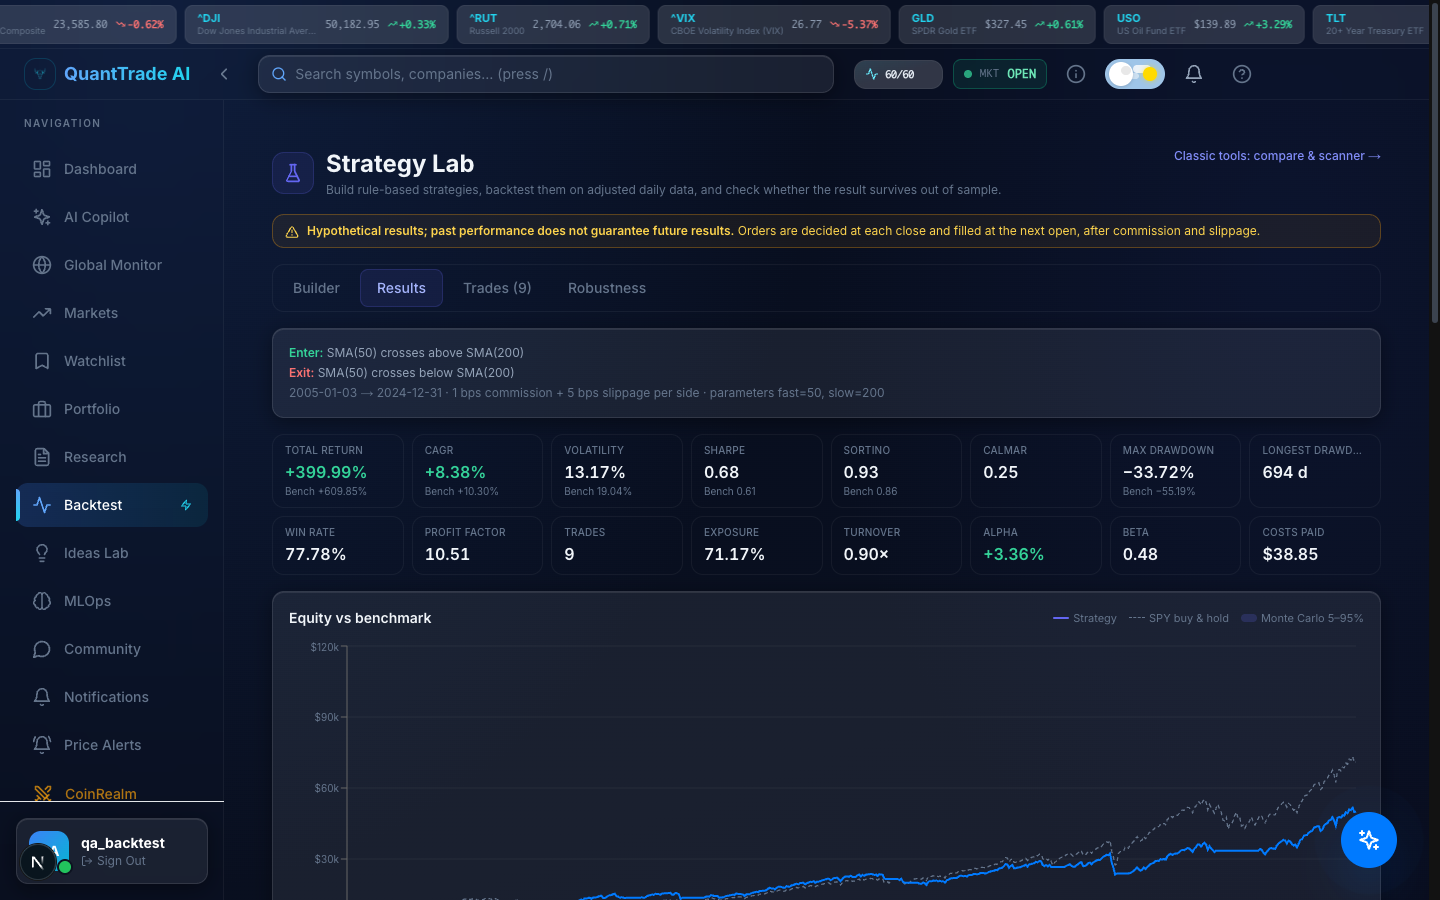 Composite 23,585.80 -0.62%
^DJI
Dow Jones Industrial Aver... 50,182.95 +0.33%
^RUT
Russell 2000 2,704.06 +0.71%
^VIX
CBOE Volatility Index (VIX) 26.77 -5.37%
GLD
SPDR Gold ETF $327.45 +0.61%
USO
US Oil Fund ETF $139.89 +3.29%
TLT
20+ Year Treasury ETF
QuantTrade AI
Search symbols, companies... (press /)
60/60
MKT OPEN
NAVIGATION
Dashboard
AI Copilot
Global Monitor
Markets
Watchlist
Portfolio
Research
Backtest
Ideas Lab
MLOps
Community
Notifications
Price Alerts
CoinRealm
qa_backtest
Sign Out
N
Strategy Lab
Build rule-based strategies, backtest them on adjusted daily data, and check whether the result survives out of sample.
Classic tools: compare & scanner →
Hypothetical results; past performance does not guarantee future results. Orders are decided at each close and filled at the next open, after commission and slippage.
Builder Results Trades (9) Robustness
Enter: SMA(50) crosses above SMA(200)
Exit: SMA(50) crosses below SMA(200)
2005-01-03 → 2024-12-31 · 1 bps commission + 5 bps slippage per side · parameters fast=50, slow=200
TOTAL RETURN
+399.99%
Bench +609.85%
CAGR
+8.38%
Bench +10.30%
VOLATILITY
13.17%
Bench 19.04%
SHARPE
0.68
Bench 0.61
SORTINO
0.93
Bench 0.86
CALMAR
0.25
MAX DRAWDOWN
−33.72%
Bench −55.19%
LONGEST DRAWD...
694 d
WIN RATE
77.78%
PROFIT FACTOR
10.51
TRADES
9
EXPOSURE
71.17%
TURNOVER
0.90×
ALPHA
+3.36%
BETA
0.48
COSTS PAID
$38.85
Equity vs benchmark
Strategy SPY buy & hold Monte Carlo 5–95%
$120k
$90k
$60k
$30k